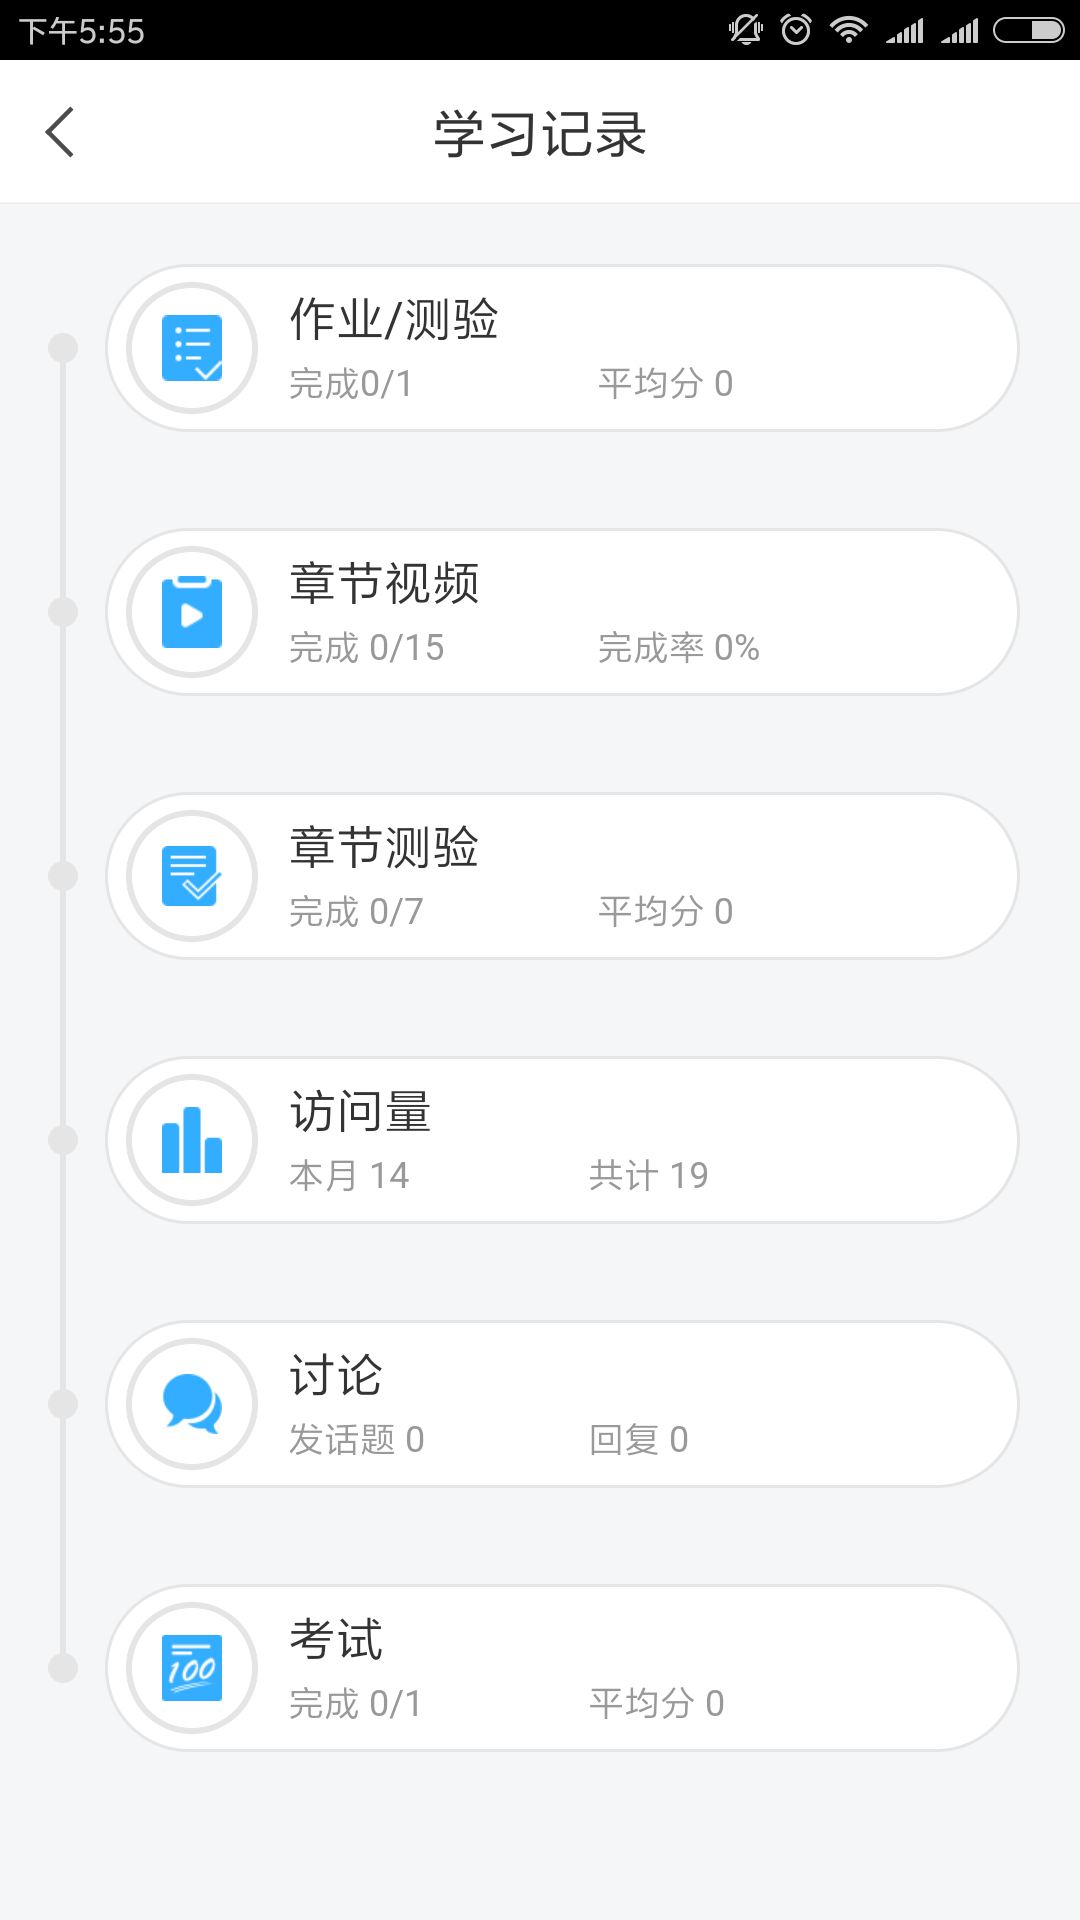 下午5:55
学习记录
作业/测验
完成0/1 平均分 0
章节视频
完成 0/15 完成率 0%
章节测验
完成 0/7 平均分 0
访问量
本月 14 共计 19
讨论
发话题 0 回复 0
100
考试
完成 0/1 平均分 0